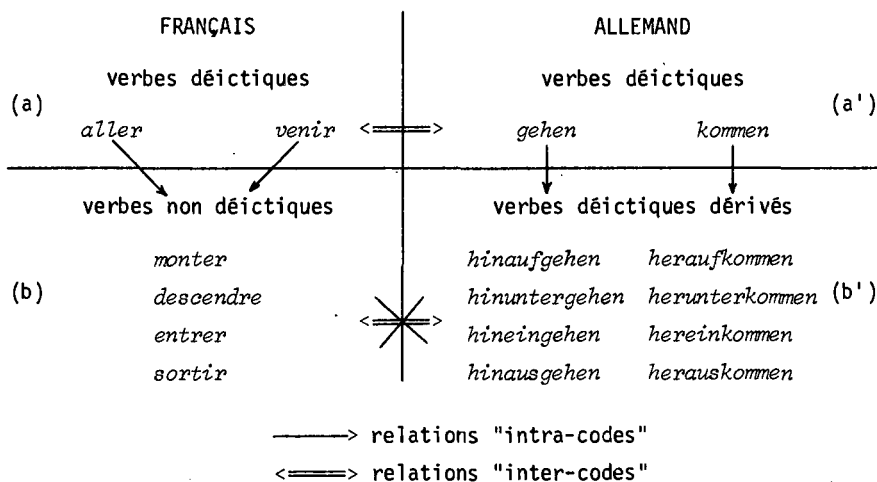 FRANÇAIS ALLEMAND
verbes déictiques verbes déictiques
(a) (a')
aller venir <==> gehen kommen
verbes non déictiques verbes déictiques dérivés
monter hinaufgehen heraufkommen
(b) descendre hinuntergehen herunterkommen (b')
entrer hineingehen hereinkommen
sortir hinausgehen herauskommen
———> relations "intra-codes"
<===> relations "inter-codes"